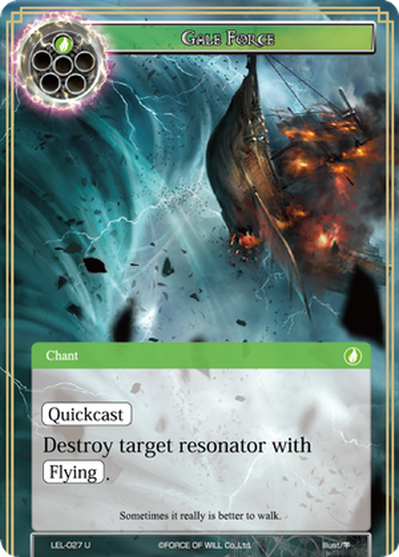 Gale Force
Chant
Quickcast
Destroy target resonator with
Flying.
Sometimes it really is better to walk.
LEL-027 U
©FORCE OF WILL Co.,Ltd.
Illust/